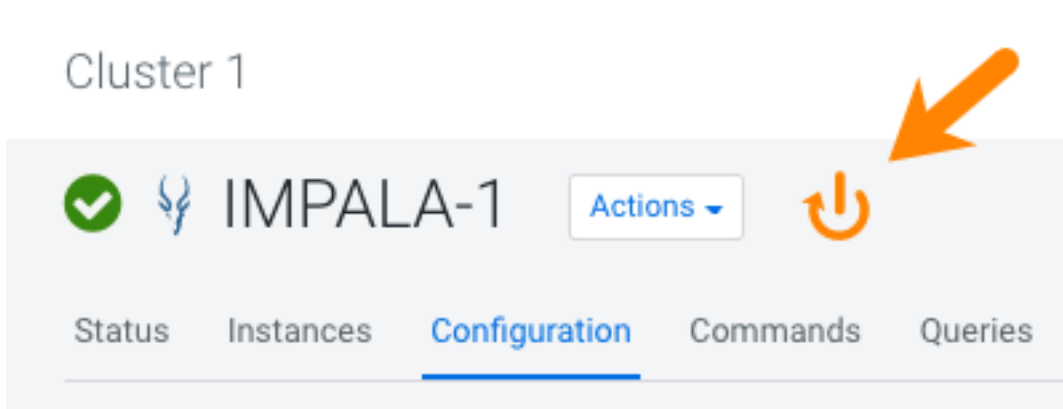 Cluster 1
IMPALA-1 Actions
Status Instances Configuration Commands Queries